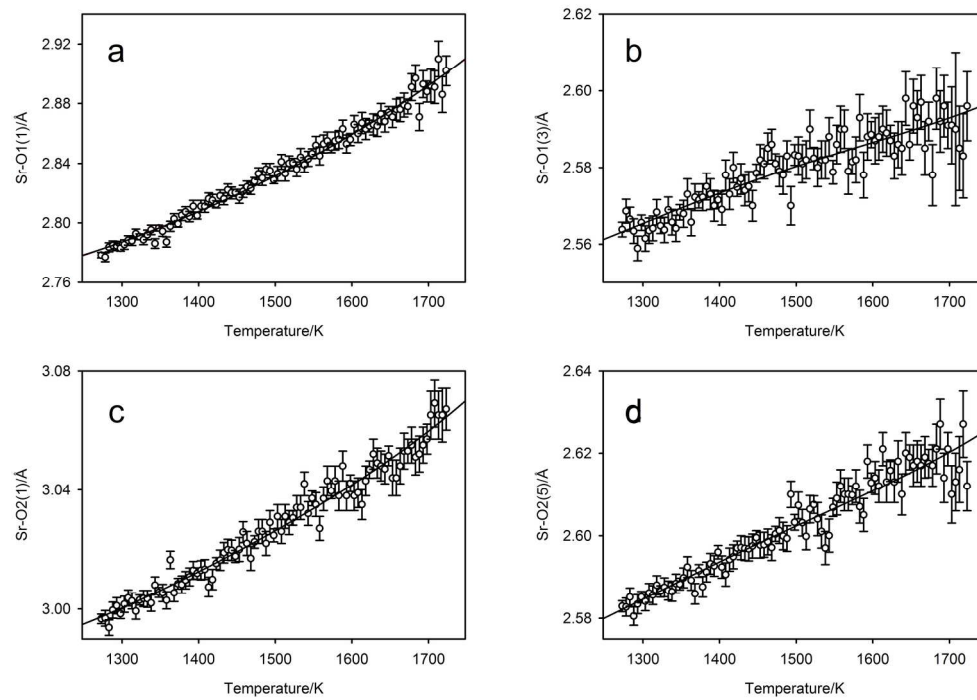 a
Sr-O1(1)/Å
2.92
2.88
2.84
2.80
2.76
1300 1400 1500 1600 1700
Temperature/K
b
Sr-O1(3)/Å
2.62
2.60
2.58
2.56
1300 1400 1500 1600 1700
Temperature/K
c
Sr-O2(1)/Å
3.08
3.04
3.00
1300 1400 1500 1600 1700
Temperature/K
d
Sr-O2(5)/Å
2.64
2.62
2.60
2.58
1300 1400 1500 1600 1700
Temperature/K